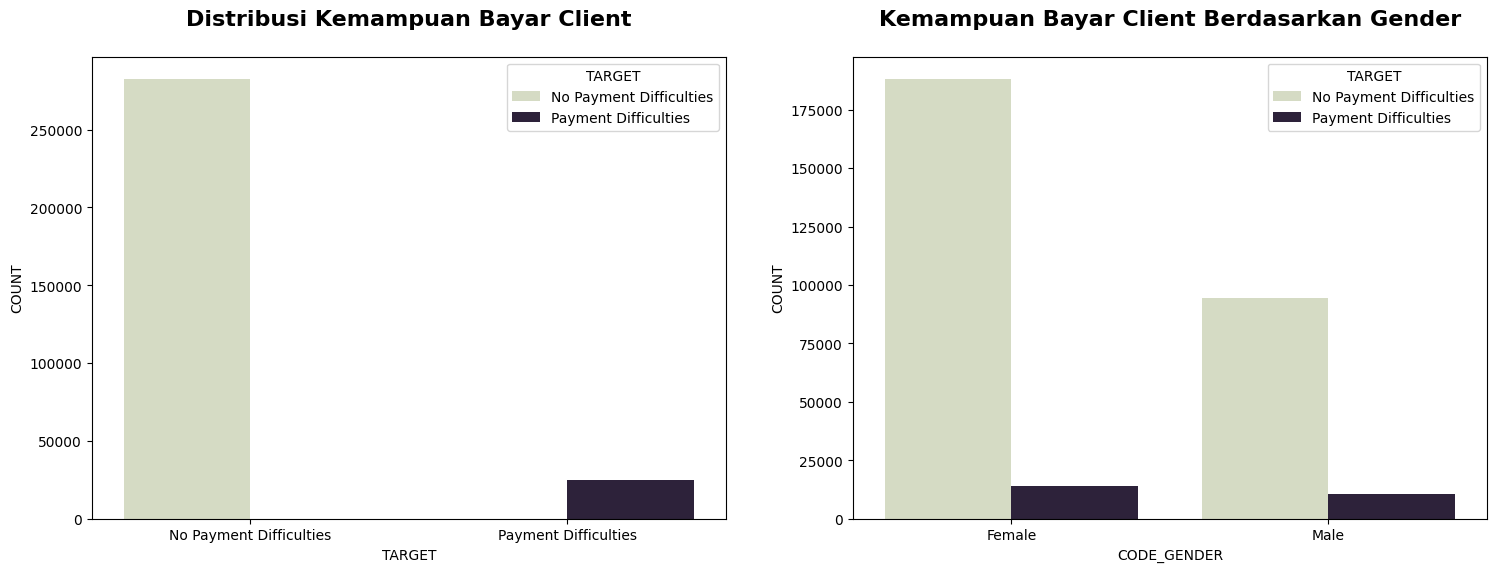 Distribusi Kemampuan Bayar Client
TARGET
No Payment Difficulties
Payment Difficulties
250000
200000
150000
100000
50000
0
COUNT
No Payment Difficulties
Payment Difficulties
TARGET
Kemampuan Bayar Client Berdasarkan Gender
TARGET
No Payment Difficulties
Payment Difficulties
175000
150000
125000
100000
75000
50000
25000
0
COUNT
Female
Male
CODE_GENDER